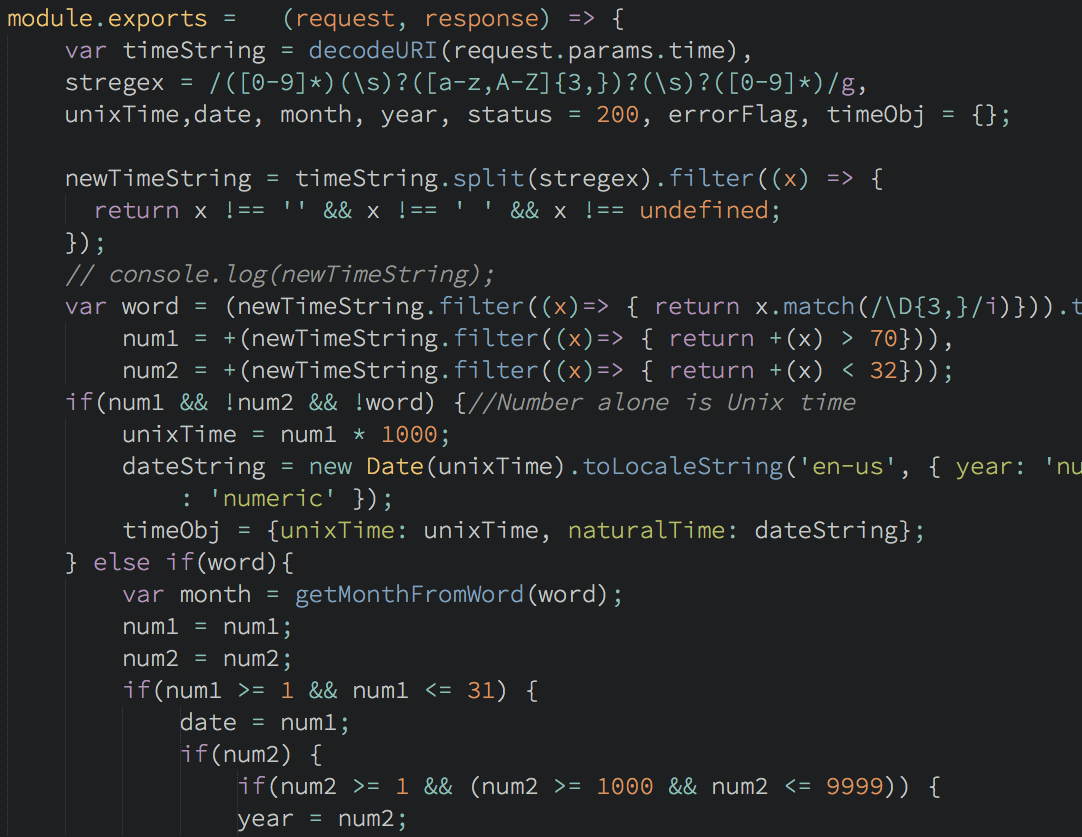 module.exports =   (request, response) => {
var timeString = decodeURI(request.params.time),
stregex = /([0-9]*)(\s)?([a-z,A-Z]{3,})?(\s)?([0-9]*)/g,
unixTime,date, month, year, status = 200, errorFlag, timeObj = {};
newTimeString = timeString.split(stregex).filter((x) => {
return x !== '' && x !== ' ' && x !== undefined;
});
// console.log(newTimeString);
var word = (newTimeString.filter((x)=> { return x.match(/\D{3,}/i)})).t
num1 = +(newTimeString.filter((x)=> { return +(x) > 70})),
num2 = +(newTimeString.filter((x)=> { return +(x) < 32}));
if(num1 && !num2 && !word) {//Number alone is Unix time
unixTime = num1 * 1000;
dateString = new Date(unixTime).toLocaleString('en-us', { year: 'nu
: 'numeric' });
timeObj = {unixTime: unixTime, naturalTime: dateString};
} else if(word){
var month = getMonthFromWord(word);
num1 = num1;
num2 = num2;
if(num1 >= 1 && num1 <= 31) {
date = num1;
if(num2) {
if(num2 >= 1 && (num2 >= 1000 && num2 <= 9999)) {
year = num2;